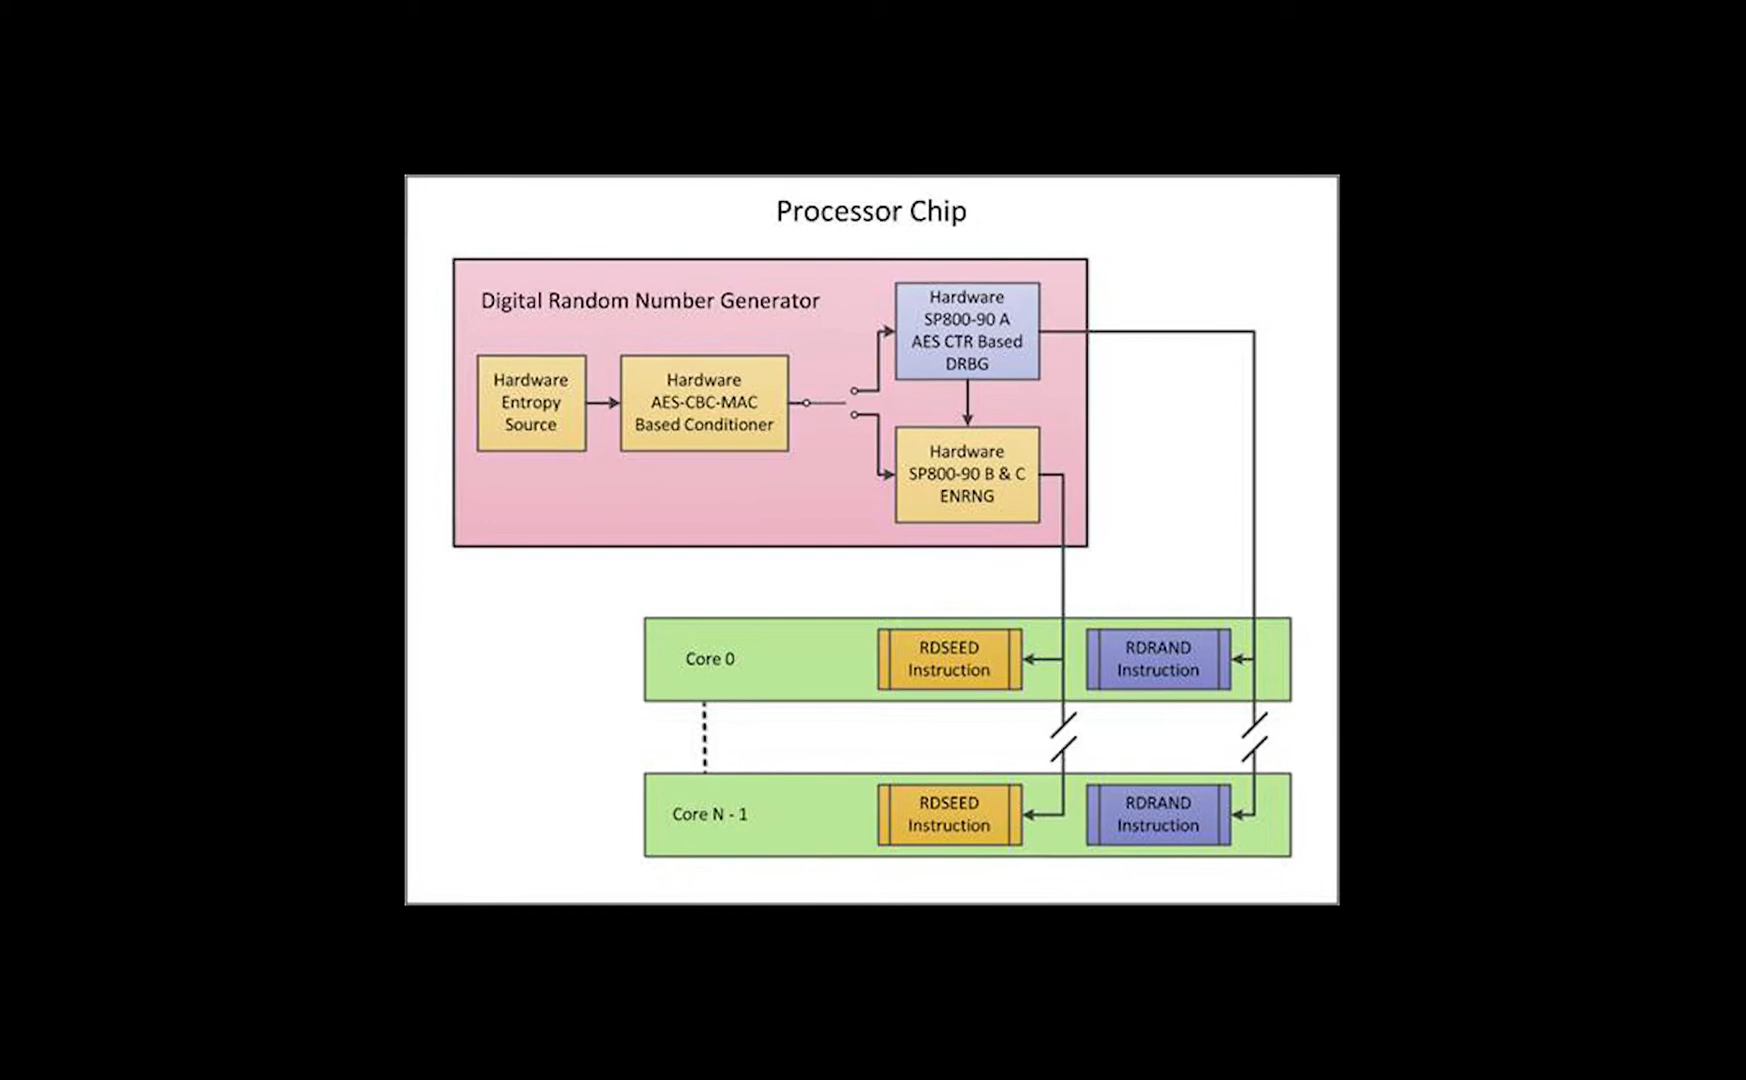 Processor Chip
Digital Random Number Generator
Hardware
Entropy
Source
Hardware
AES-CBC-MAC
Based Conditioner
Hardware
SP800-90 A
AES CTR Based
DRBG
Hardware
SP800-90 B & C
ENRNG
Core 0
RDSEED
Instruction
RDRAND
Instruction
Core N - 1
RDSEED
Instruction
RDRAND
Instruction